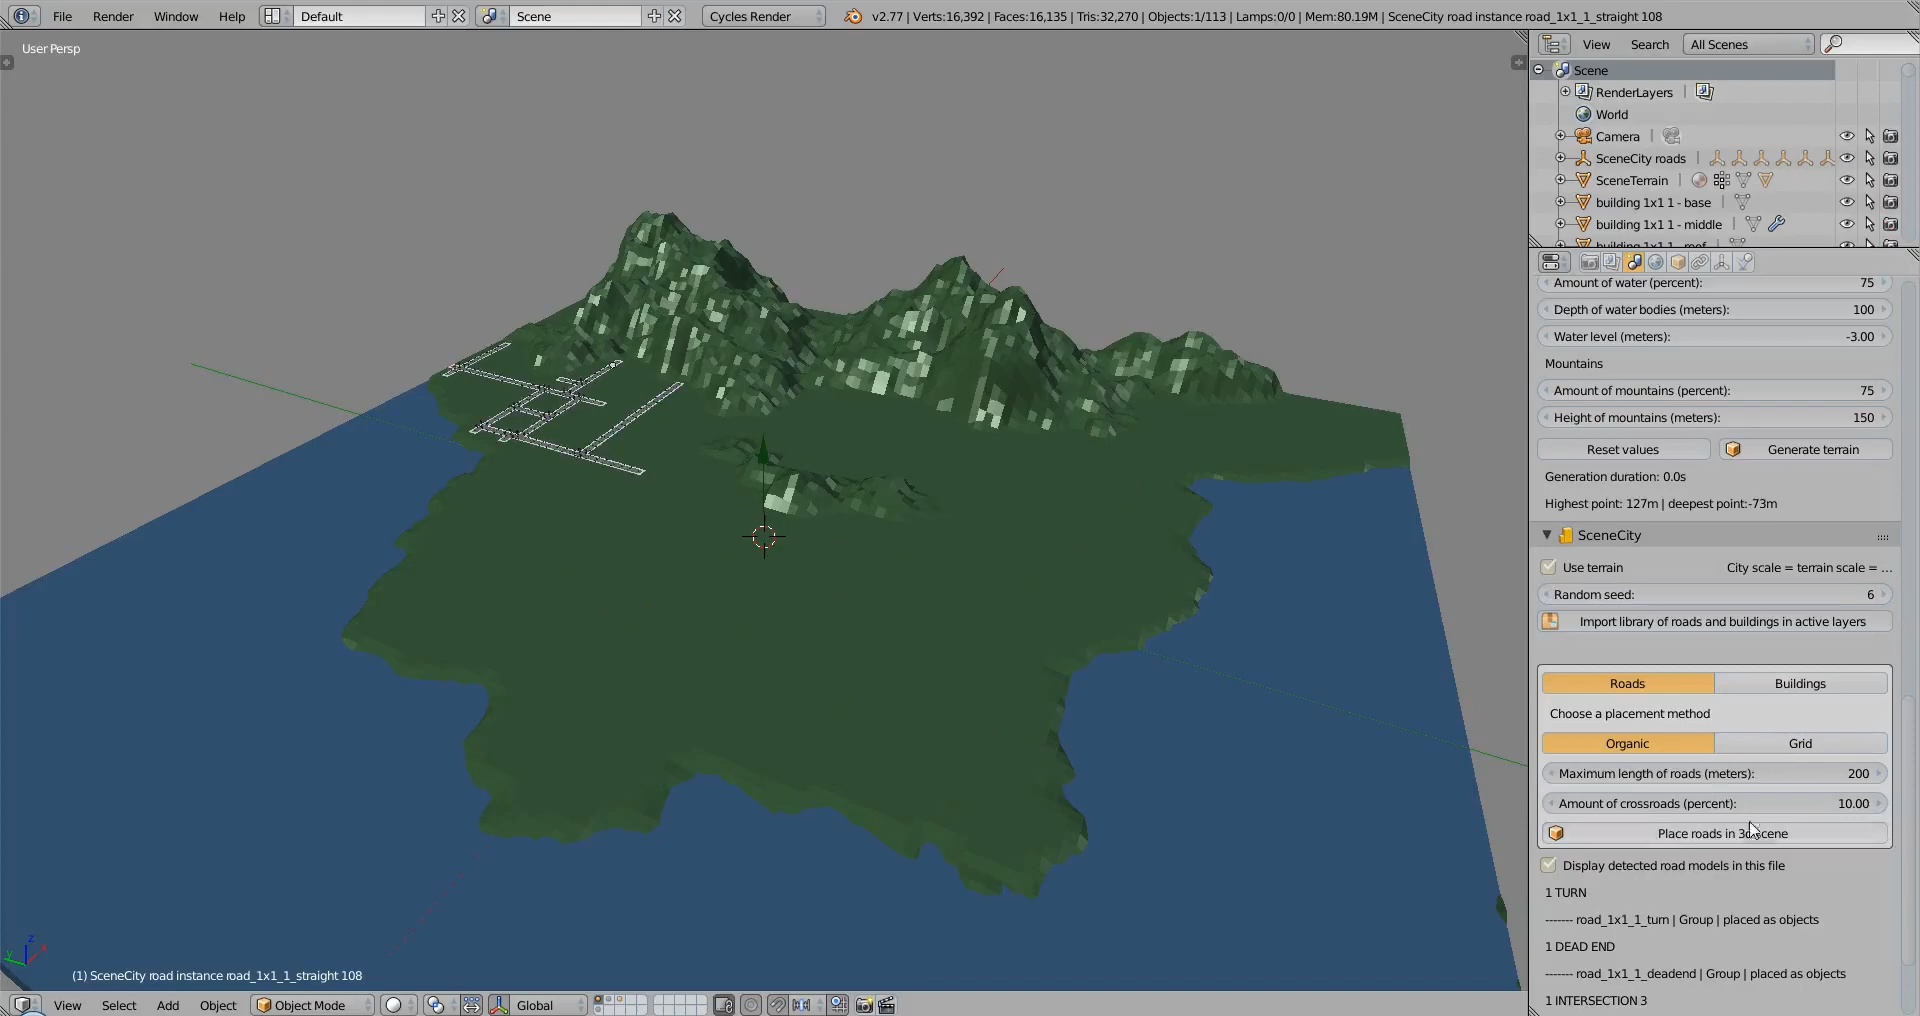 File Render Window Help Default Scene Cycles Render v2.77 | Verts:16,392 | Faces:16,135 | Tris:32,270 | Objects:1/113 | Lamps:0/0 | Mem:80.19M | SceneCity road instance road_1x1_1_straight 108
User Persp
View Search All Scenes
Scene
RenderLayers
World
Camera
SceneCity roads
SceneTerrain
building 1x1 1 - base
building 1x1 1 - middle
building 1x1 1 - roof
Amount of water (percent): 75
Depth of water bodies (meters): 100
Water level (meters): -3.00
Mountains
Amount of mountains (percent): 75
Height of mountains (meters): 150
Reset values Generate terrain
Generation duration: 0.0s
Highest point: 127m | deepest point:-73m
SceneCity
Use terrain City scale = terrain scale = ...
Random seed: 6
Import library of roads and buildings in active layers
Roads Buildings
Choose a placement method
Organic Grid
Maximum length of roads (meters): 200
Amount of crossroads (percent): 10.00
Place roads in 3d scene
Display detected road models in this file
1 TURN
------- road_1x1_1_turn | Group | placed as objects
1 DEAD END
------- road_1x1_1_deadend | Group | placed as objects
1 INTERSECTION 3
z
x
y
(1) SceneCity road instance road_1x1_1_straight 108
View Select Add Object Object Mode Global